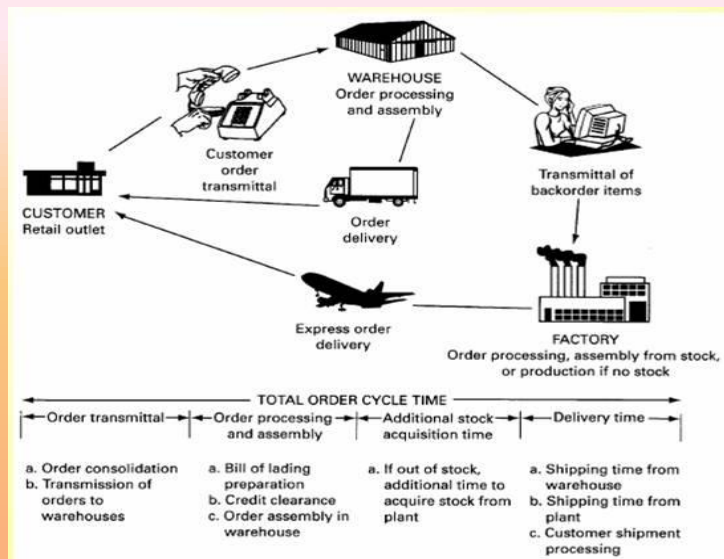 WAREHOUSE
Order processing
and assembly
Customer
order
transmittal
Transmittal of
backorder items
CUSTOMER
Retail outlet
Order
delivery
Express order
delivery
FACTORY
Order processing, assembly from stock,
or production if no stock
TOTAL ORDER CYCLE TIME
Order transmittal
Order processing
and assembly
Additional stock
acquisition time
Delivery time
a. Order consolidation
b. Transmission of
orders to
warehouses
a. Bill of lading
preparation
b. Credit clearance
c. Order assembly in
warehouse
a. If out of stock,
additional time to
acquire stock from
plant
a. Shipping time from
warehouse
b. Shipping time from
plant
c. Customer shipment
processing